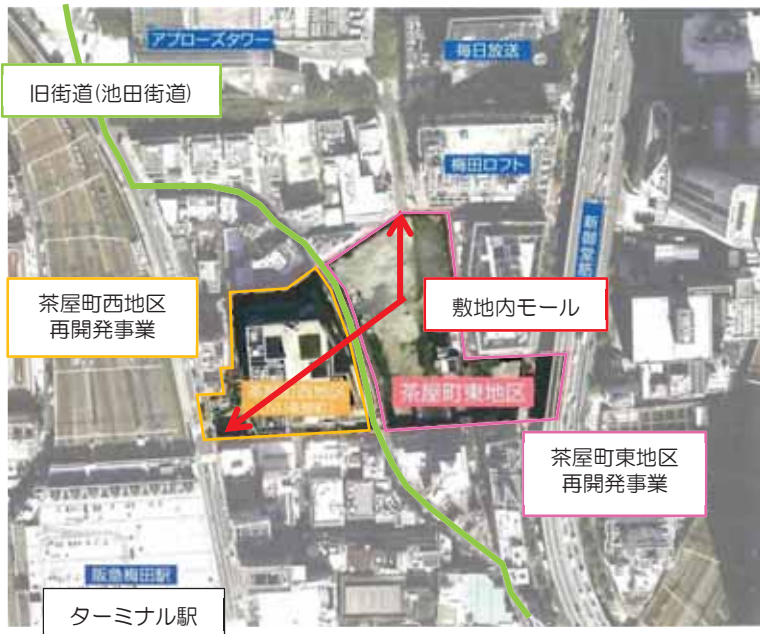 アプローズタワー
毎日放送
旧街道(池田街道)
梅田ロフト
新御堂筋
茶屋町西地区
再開発事業
敷地内モール
茶屋町東地区
茶屋町東地区
再開発事業
阪急梅田駅
ターミナル駅